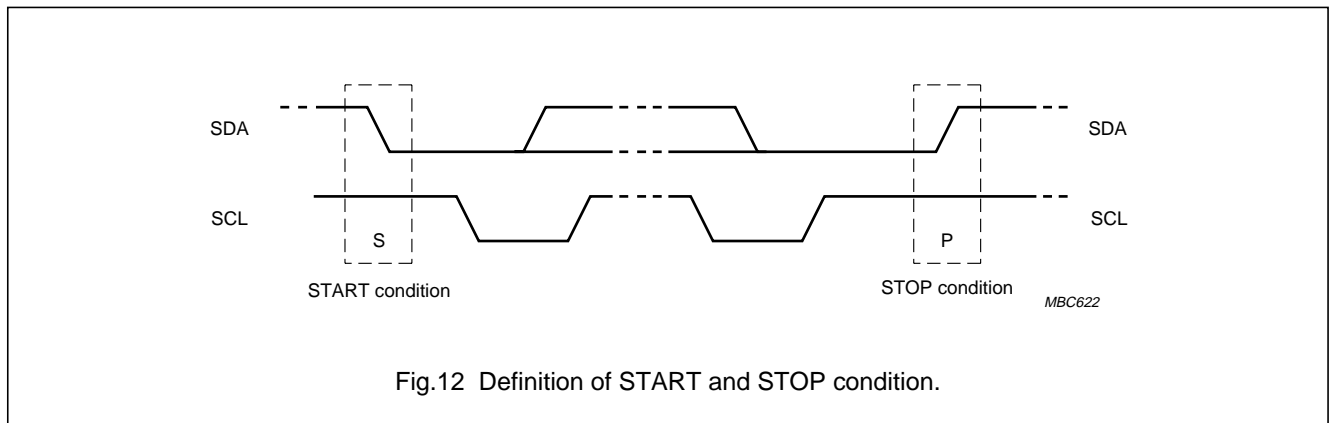 SDA
SDA
SCL
SCL
S
P
START condition
STOP condition
MBC622
Fig.12 Definition of START and STOP condition.